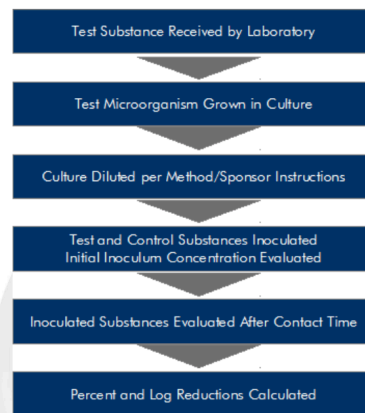 Test Substance Received by Laboratory
Test Microorganism Grown in Culture
Culture Diluted per Method/Sponsor Instructions
Test and Control Substances Inoculated
Initial Inoculum Concentration Evaluated
Inoculated Substances Evaluated After Contact Time
Percent and Log Reductions Calculated